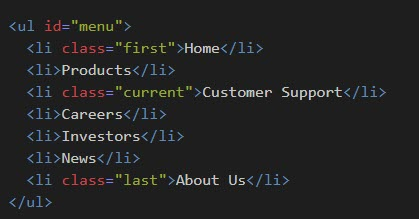 <ul id="menu">
  <li class="first">Home</li>
  <li>Products</li>
  <li class="current">Customer Support</li>
  <li>Careers</li>
  <li>Investors</li>
  <li>News</li>
  <li class="last">About Us</li>
</ul>